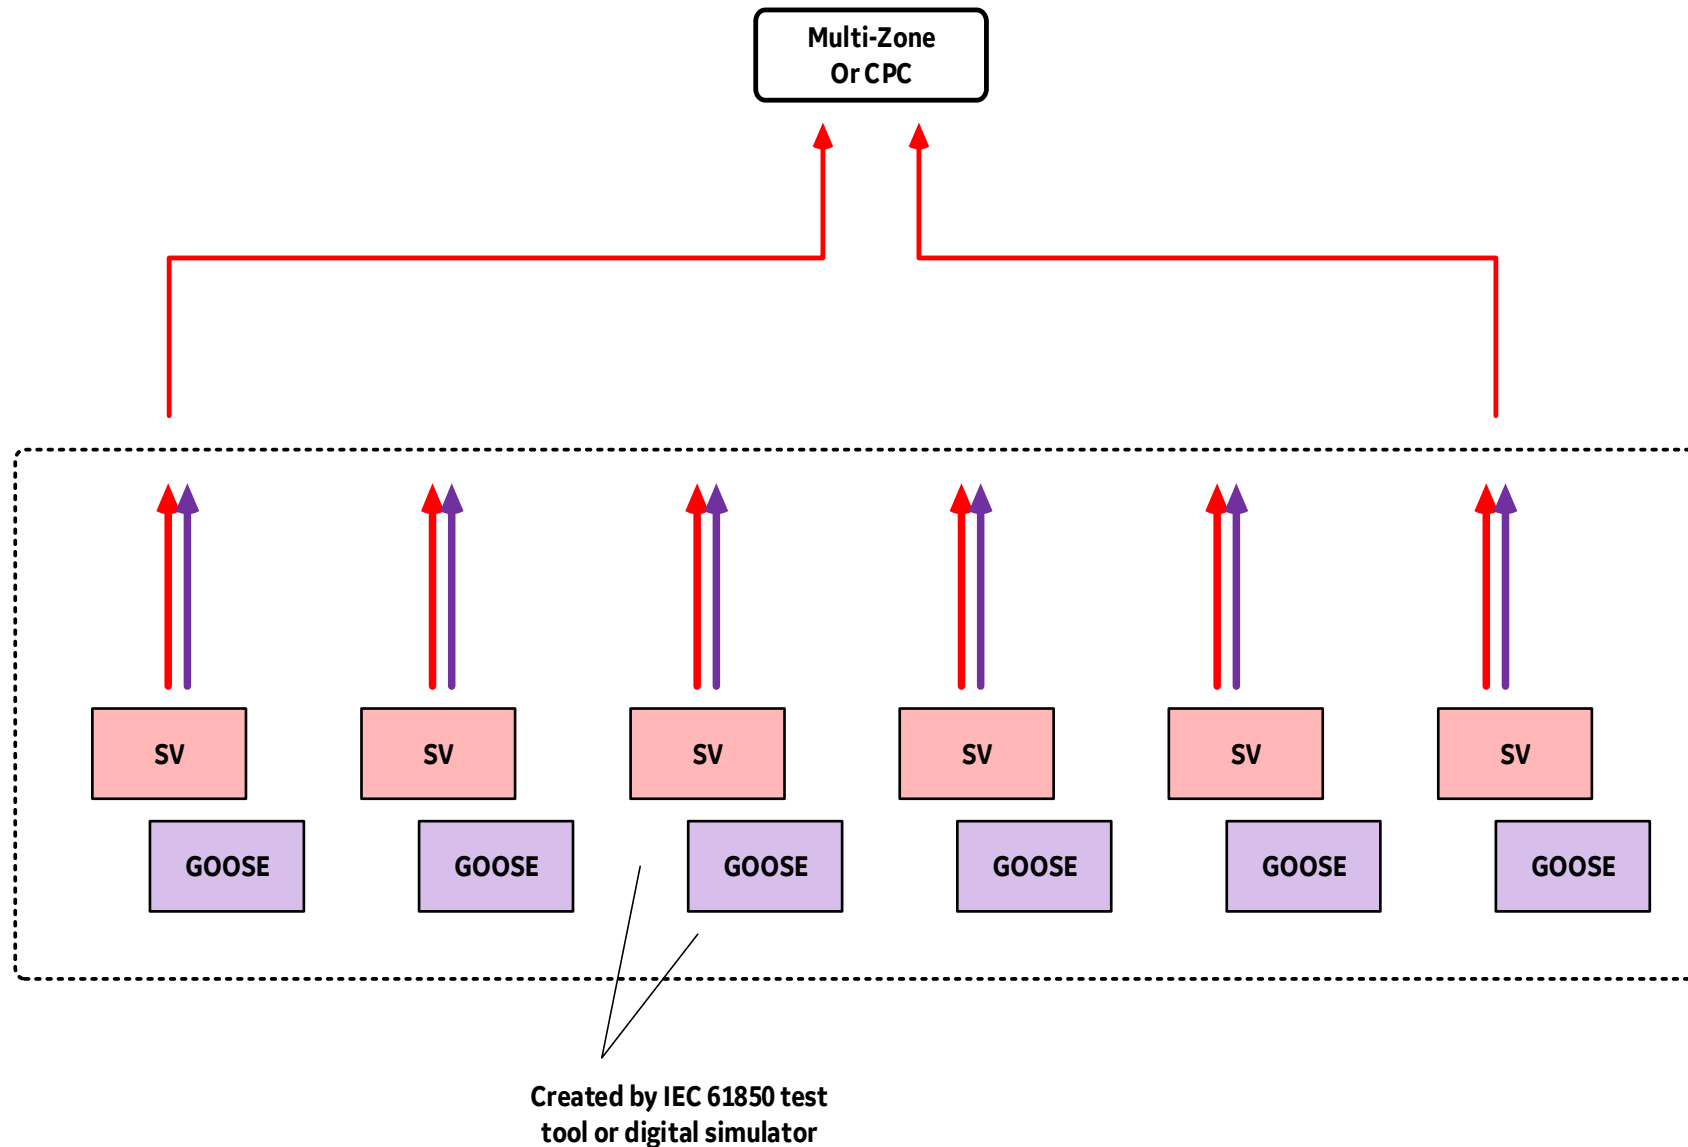 Multi-Zone
Or CPC
SV
SV
SV
SV
SV
SV
GOOSE
GOOSE
GOOSE
GOOSE
GOOSE
GOOSE
Created by IEC 61850 test
tool or digital simulator